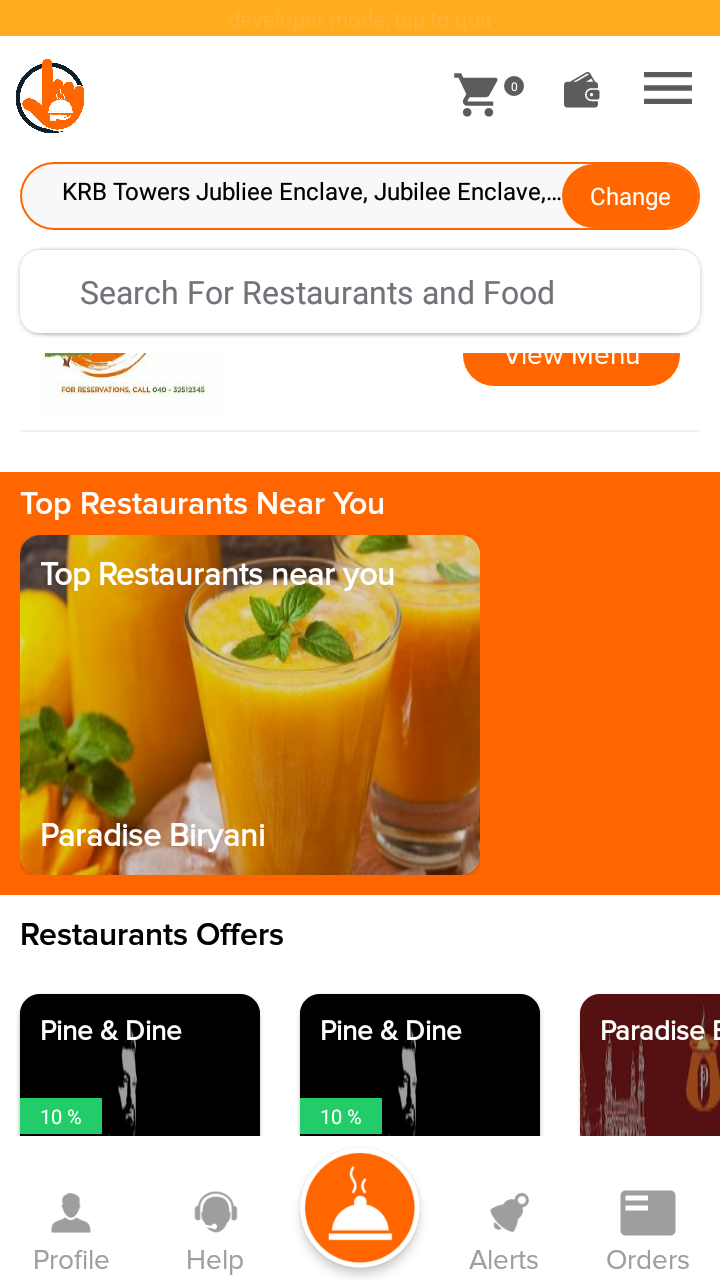 developer mode, tap to quit
0
KRB Towers Jubliee Enclave, Jubilee Enclave,...
Change
Search For Restaurants and Food
View Menu
FOR RESERVATIONS, CALL 040 - 32512345
Top Restaurants Near You
Top Restaurants near you
Paradise Biryani
Restaurants Offers
Pine & Dine
Pine & Dine
Paradise B
10 %
10 %
Profile
Help
Alerts
Orders